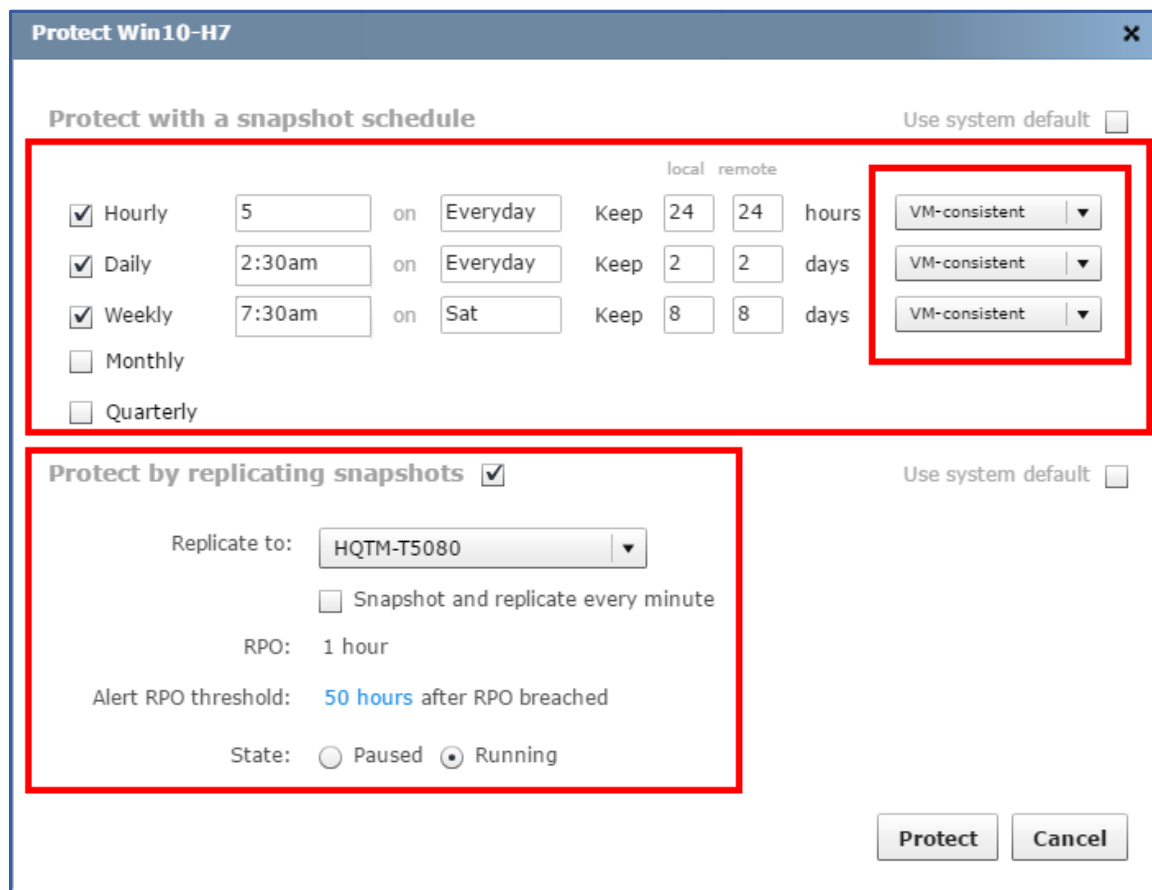 Protect Win10-H7
Protect with a snapshot schedule Use system default
local remote
Hourly 5 on Everyday Keep 24 24 hours VM-consistent
Daily 2:30am on Everyday Keep 2 2 days VM-consistent
Weekly 7:30am on Sat Keep 8 8 days VM-consistent
Monthly
Quarterly
Protect by replicating snapshots Use system default
Replicate to: HQTM-T5080
Snapshot and replicate every minute
RPO: 1 hour
Alert RPO threshold: 50 hours after RPO breached
State: Paused Running
Protect Cancel